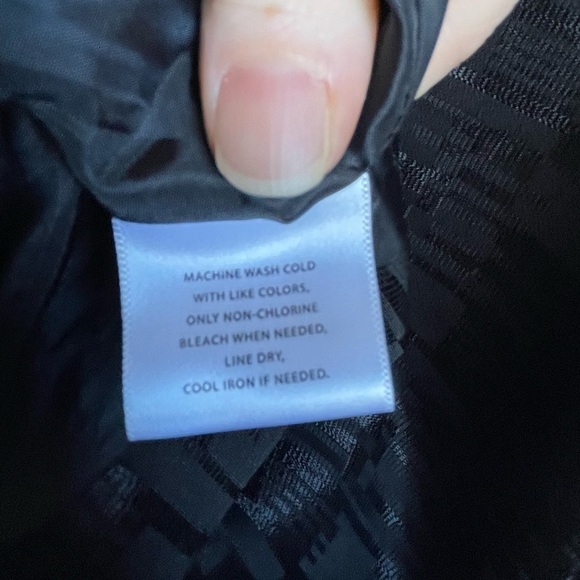 MACHINE WASH COLD
WITH LIKE COLORS,
ONLY NON-CHLORINE
BLEACH WHEN NEEDED,
LINE DRY,
COOL IRON IF NEEDED.